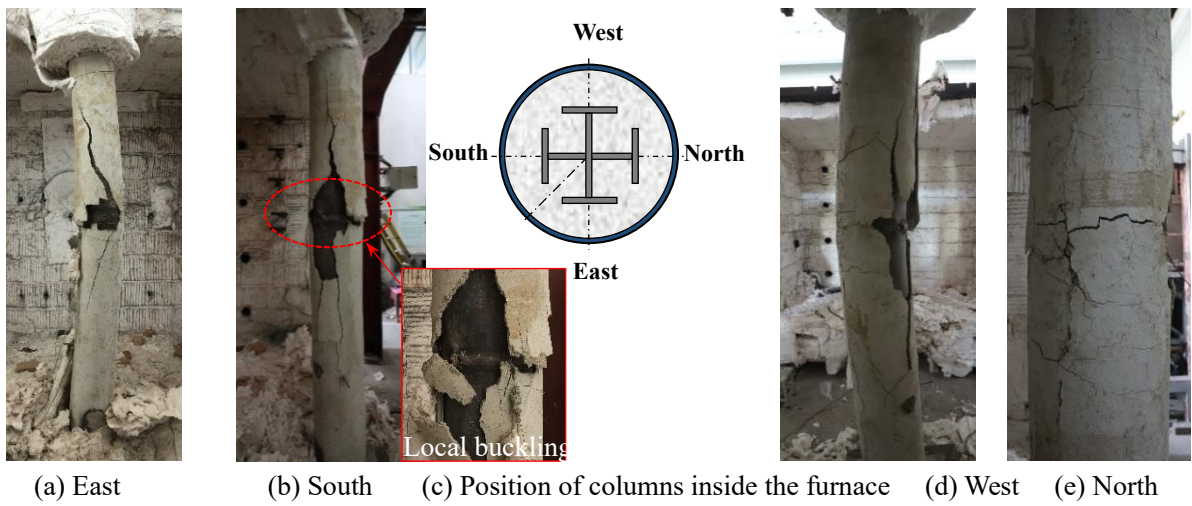 West
South
North
East
Local buckling
(a) East
(b) South
(c) Position of columns inside the furnace
(d) West
(e) North